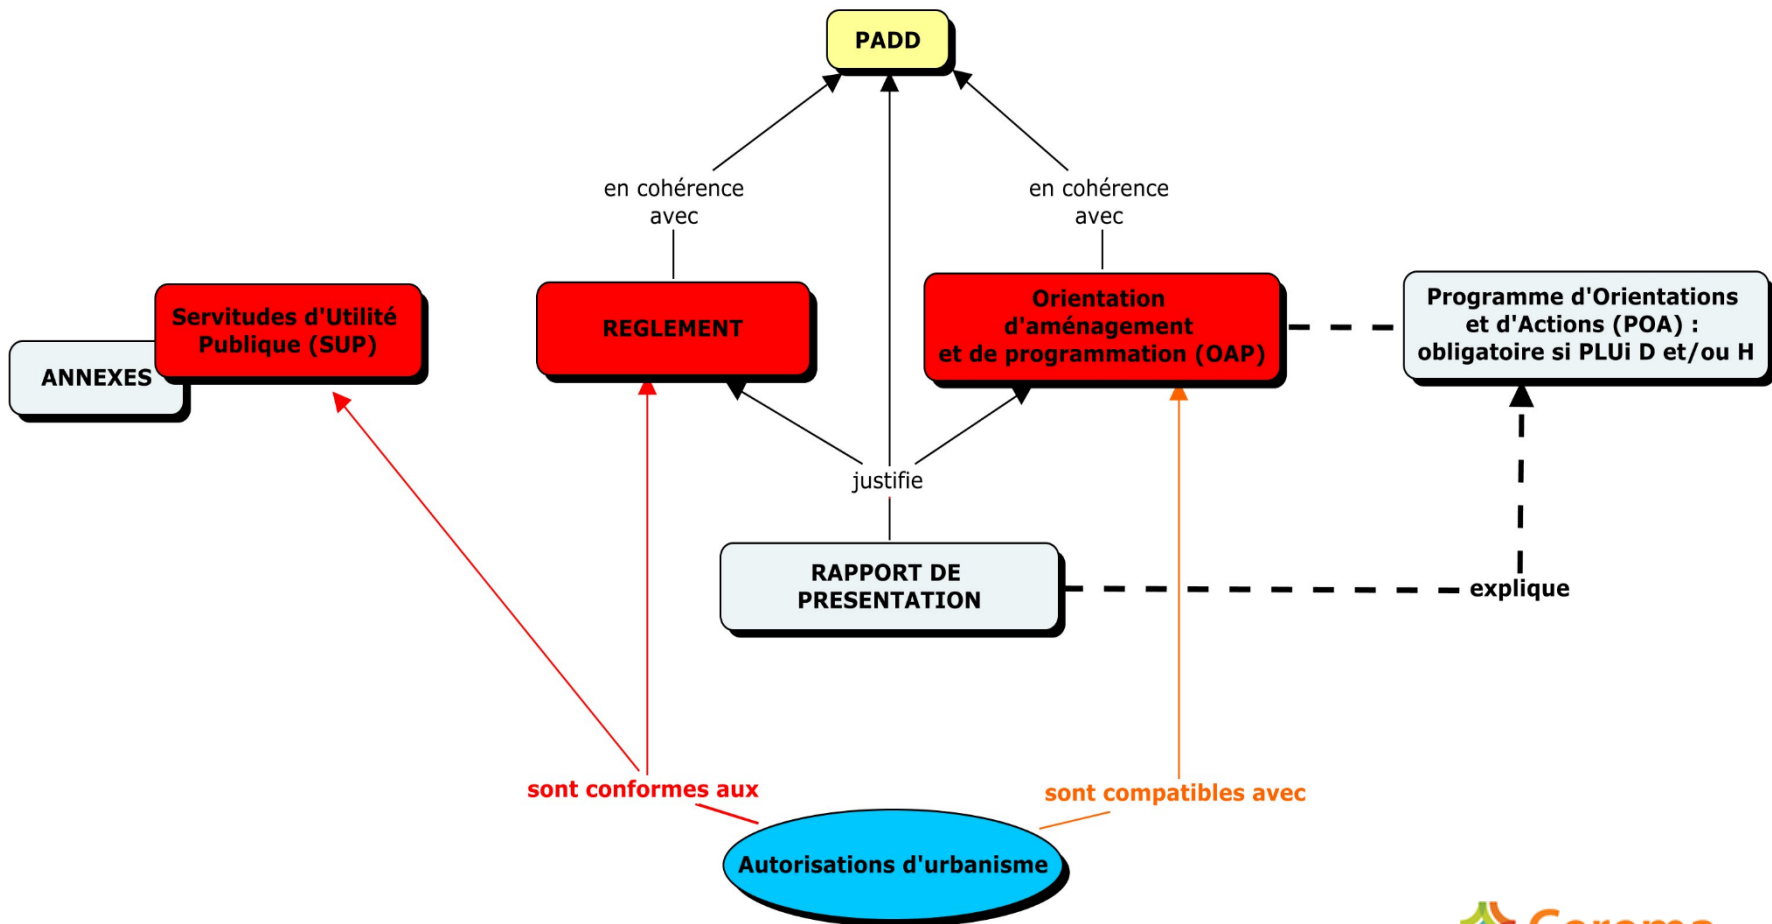 PADD
en cohérence
avec
en cohérence
avec
Servitudes d'Utilité
Publique (SUP)
ANNEXES
REGLEMENT
Orientation
d'aménagement
et de programmation (OAP)
Programme d'Orientations
et d'Actions (POA) :
obligatoire si PLUi D et/ou H
justifie
RAPPORT DE
PRESENTATION
explique
sont conformes aux
sont compatibles avec
Autorisations d'urbanisme
Cerema